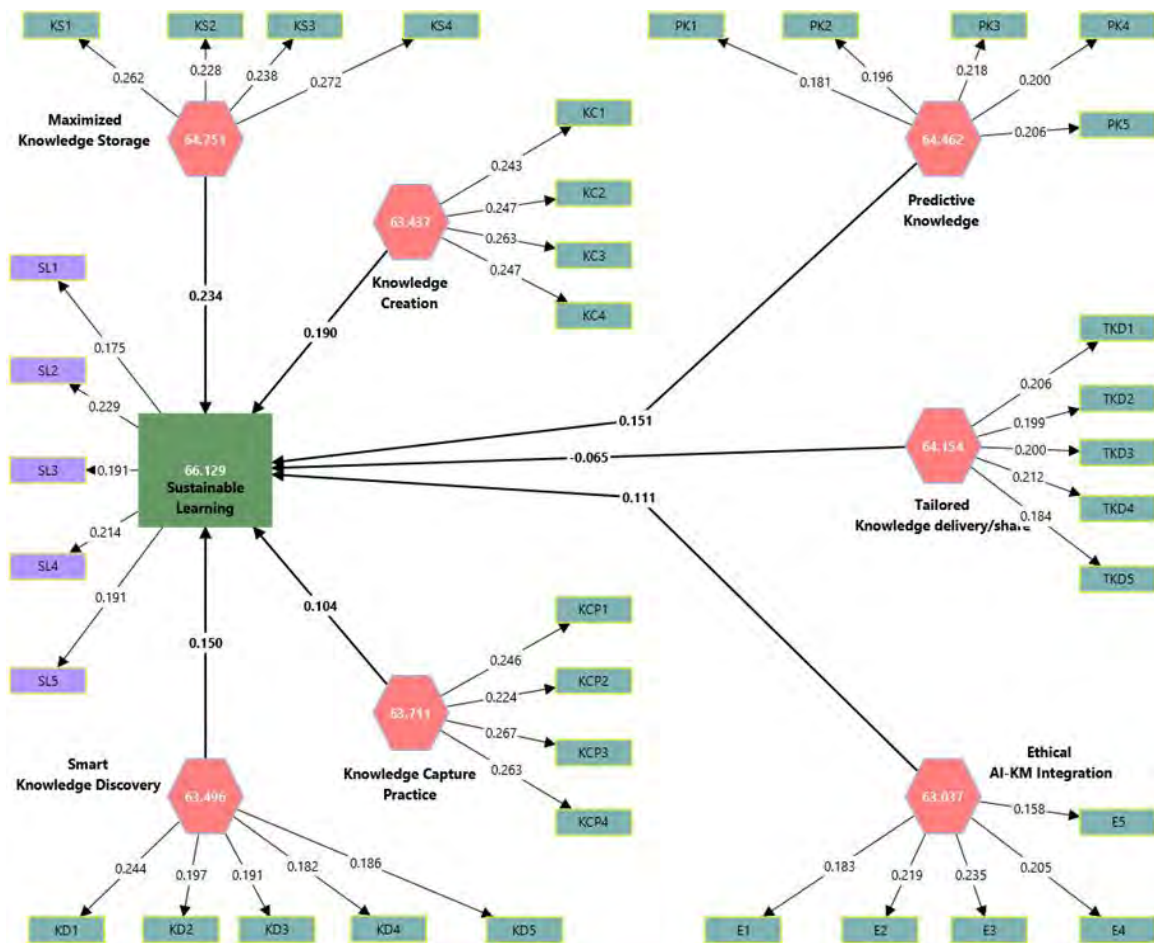 KS1
KS2
KS3
KS4
0.262
0.228
0.238
0.272
Maximized
Knowledge Storage
64.751
PK1
PK2
PK3
PK4
0.181
0.196
0.218
0.200
0.206
PK5
64.462
Predictive
Knowledge
KC1
0.243
KC2
0.247
KC3
0.263
KC4
0.247
63.437
Knowledge
Creation
0.234
0.190
0.151
-0.065
0.111
0.104
0.150
SL1
0.175
SL2
0.229
SL3
0.191
SL4
0.214
SL5
0.191
66.129
Sustainable
Learning
TKD1
0.206
TKD2
0.199
TKD3
0.200
TKD4
0.212
TKD5
0.184
64.154
Tailored
Knowledge delivery/share
KCP1
0.246
KCP2
0.224
KCP3
0.267
KCP4
0.263
63.711
Knowledge Capture
Practice
Smart
Knowledge Discovery
63.496
0.244
0.197
0.191
0.182
0.186
KD1
KD2
KD3
KD4
KD5
Ethical
AI-KM Integration
63.037
0.158
E5
0.183
0.219
0.235
0.205
E1
E2
E3
E4